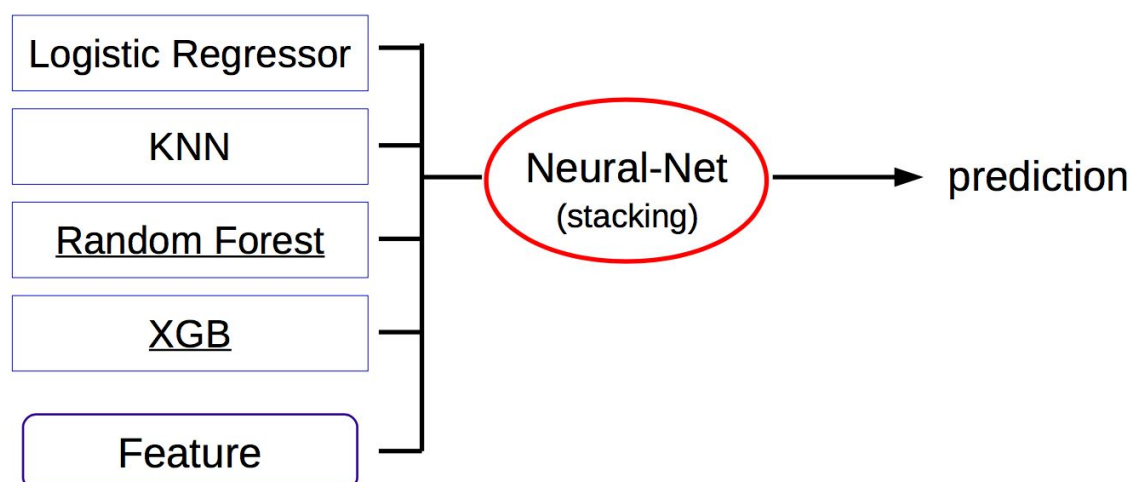 Logistic Regressor
KNN
Random Forest
XGB
Feature
Neural-Net
(stacking)
prediction